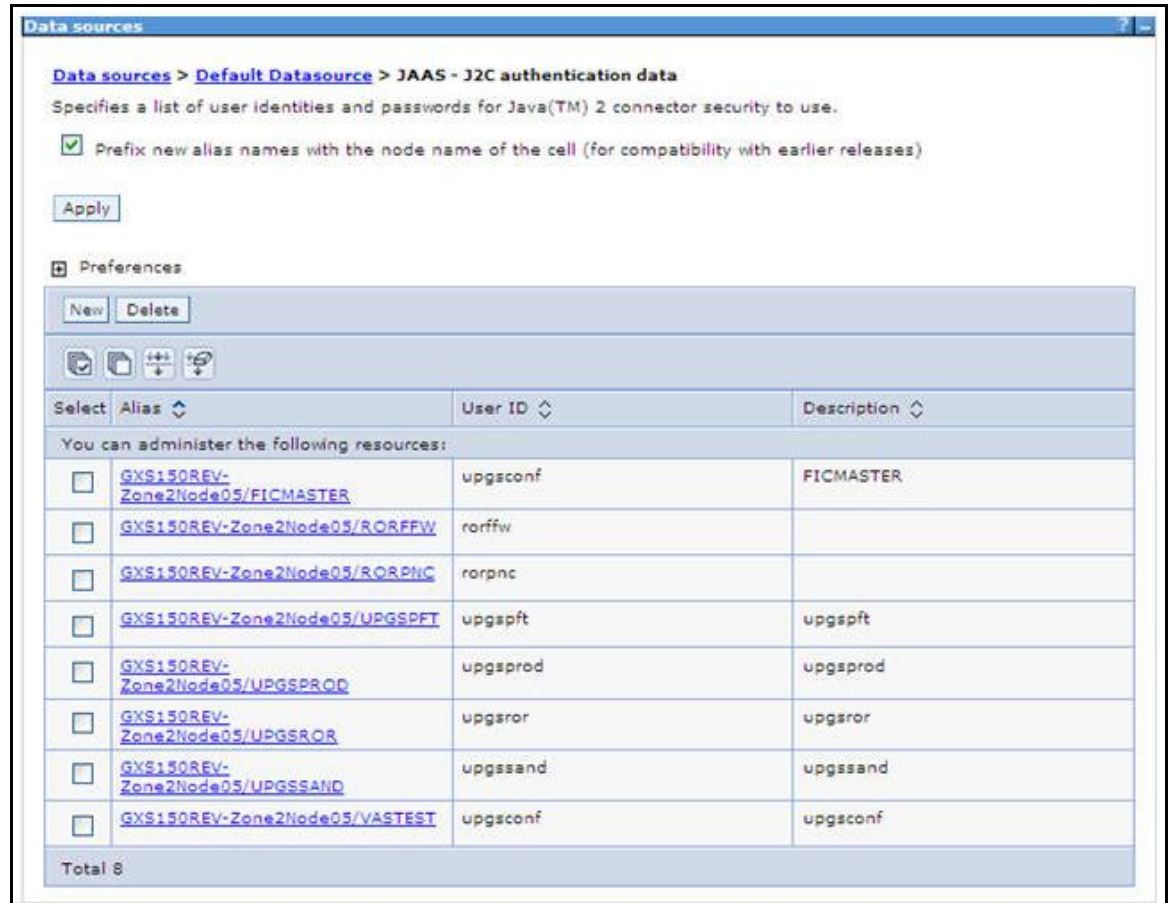 Data sources
? -
Data sources > Default Datasource > JAAS - J2C authentication data
Specifies a list of user identities and passwords for Java(TM) 2 connector security to use.
Prefix new alias names with the node name of the cell (for compatibility with earlier releases)
Apply
Preferences
New Delete
Select Alias User ID Description
You can administer the following resources:
GXS150REV- upgsconf FICMASTER
Zone2Node05/FICMASTER
GXS150REV-Zone2Node05/RORFFW rorffw
GXS150REV-Zone2Node05/RORPNC rorpnc
GXS150REV-Zone2Node05/UPGSPFT upgspft upgspft
GXS150REV- upgsprod upgsprod
Zone2Node05/UPGSPROD
GXS150REV- upgsror upgsror
Zone2Node05/UPGSROR
GXS150REV- upgssand upgssand
Zone2Node05/UPGSSAND
GXS150REV-Zone2Node05/VASTEST upgsconf upgsconf
Total 8